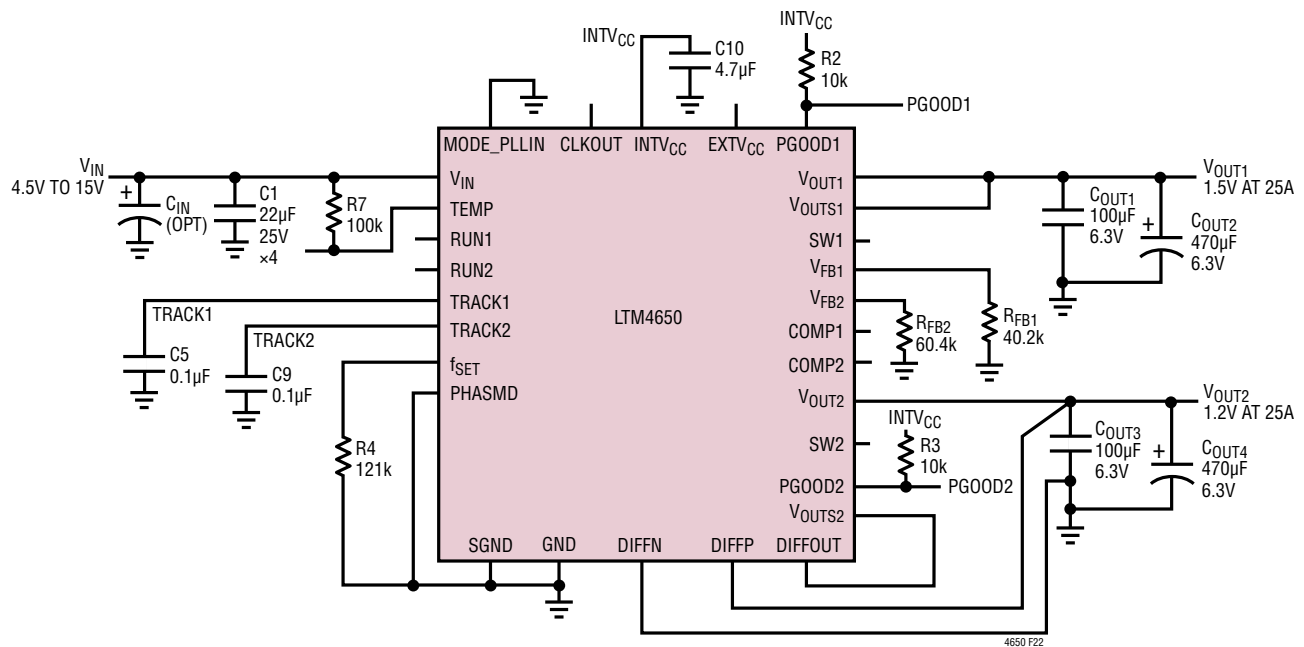 INTVCC
INTVCC
C10
4.7µF
R2
10k
PGOOD1
MODE_PLLIN CLKOUT INTVCC EXTVCC PGOOD1
VIN
4.5V TO 15V
+
CIN
(OPT)
C1
22µF
25V
×4
R7
100k
VIN
TEMP
RUN1
RUN2
TRACK1
TRACK2
fSET
PHASMD
TRACK1
C5
0.1µF
TRACK2
C9
0.1µF
R4
121k
LTM4650
VOUT1
VOUTS1
SW1
VFB1
VFB2
COMP1
COMP2
VOUT2
SW2
PGOOD2
VOUTS2
VOUT1
1.5V AT 25A
COUT1
100µF
6.3V
+
COUT2
470µF
6.3V
RFB2
60.4k
RFB1
40.2k
VOUT2
1.2V AT 25A
INTVCC
R3
10k
PGOOD2
COUT3
100µF
6.3V
+
COUT4
470µF
6.3V
SGND GND DIFFN DIFFP DIFFOUT
4650 F22